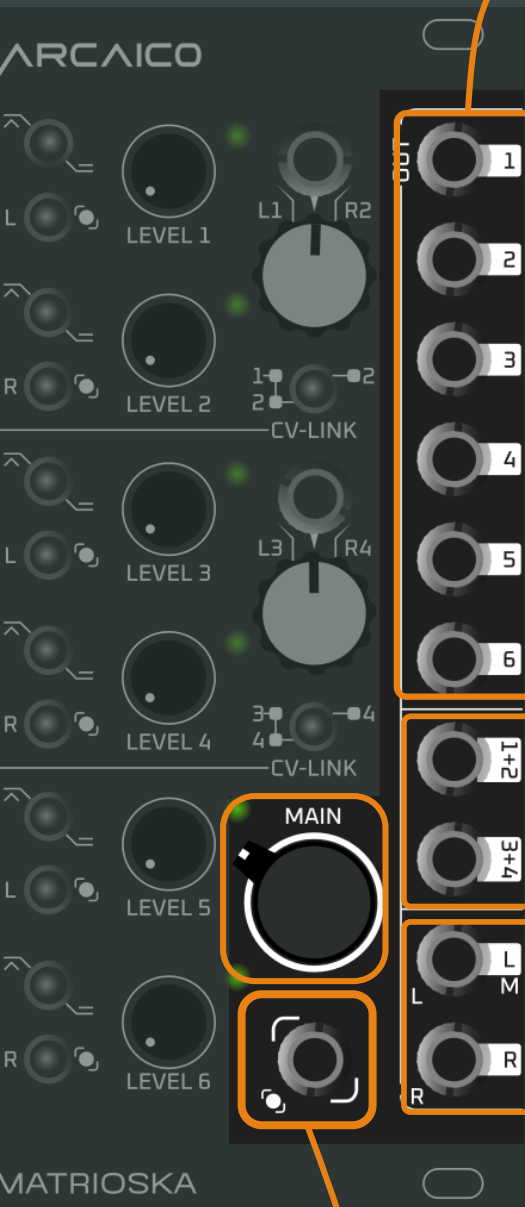 ARCAICO
OUT
1
L1 R2
L
LEVEL 1
2
3
R
1 2
2
LEVEL 2
CV-LINK
4
L3 R4
L
LEVEL 3
5
6
R
3 4
4
LEVEL 4
CV-LINK
1+2
MAIN
3+4
L
LEVEL 5
L
M
L
R
R
LEVEL 6
R
MATRIOSKA